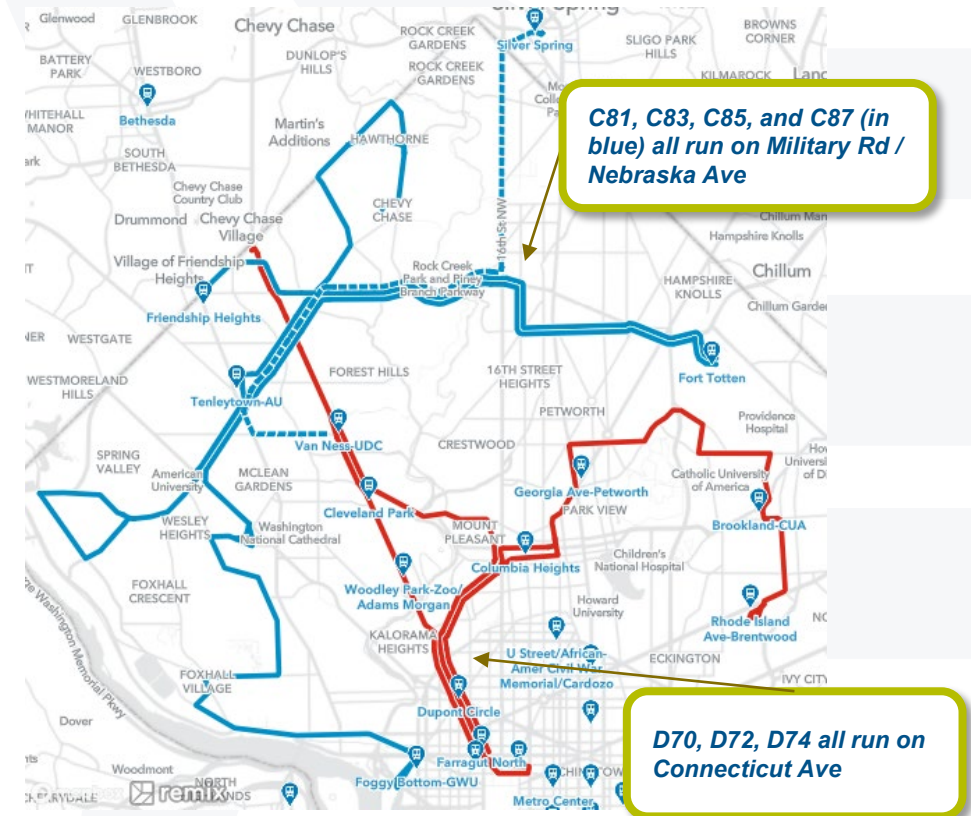 Glenwood
GLENBROOK
Chevy Chase
ROCK CREEK
GARDENS
Silver Spring
Silver Spring
SLIGO PARK
HILLS
BROWNS
CORNER
BATTERY
PARK
WESTBORO
DUNLOP'S
HILLS
ROCK CREEK
GARDENS
KILMAROCK
Bethesda
WHITEHALL
MANOR
Martin's
Additions
HAWTHORNE
C81, C83, C85, and C87 (in
blue) all run on Military Rd /
Nebraska Ave
SOUTH
BETHESDA
Chevy Chase
Country Club
CHEVY
CHASE
Drummond
Chevy Chase
Village
16th St NW
Chillum
Hampshire Knolls
Village of Friendship
Heights
Rock Creek
Park and Piney
Branch Parkway
HAMPSHIRE
KNOLLS
Chillum
Chillum Garde
Friendship Heights
WESTGATE
FOREST HILLS
16TH STREET
HEIGHTS
Fort Totten
WESTMORELAND
HILLS
Tenleytown-AU
PETWORTH
Providence
Hospital
Van Ness-UDC
CRESTWOOD
SPRING
VALLEY
American
University
MCLEAN
GARDENS
Catholic University
of America
Georgia Ave-Petworth
PARK VIEW
Cleveland Park
Brookland-CUA
WESLEY
HEIGHTS
Washington
National Cathedral
MOUNT
PLEASANT
Columbia Heights
Children's
National Hospital
FOXHALL
CRESCENT
Woodley Park-Zoo/
Adams Morgan
Howard
University
Rhode Island
Ave-Brentwood
KALORAMA
HEIGHTS
U Street/African-
Amer Civil War
Memorial/Cardozo
ECKINGTON
IVY CITY
Washington Memorial Pkwy
FOXHALL
VILLAGE
Dover
Dupont Circle
D70, D72, D74 all run on
Connecticut Ave
Farragut North
Foggy Bottom-GWU
Woodmont
NORTH
remix
Metro Center